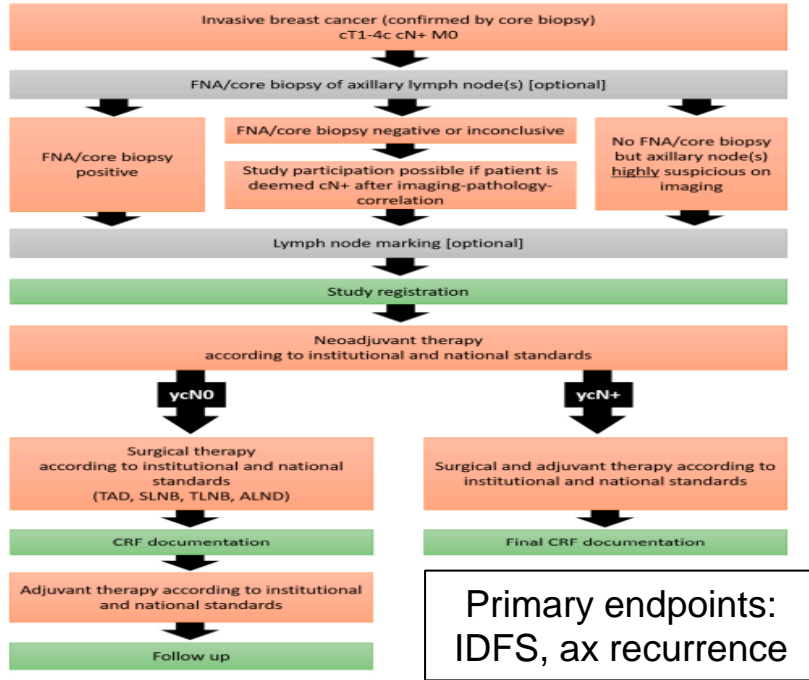 Invasive breast cancer (confirmed by core biopsy)
cT1-4c cN+ M0
FNA/core biopsy of axillary lymph node(s) [optional]
FNA/core biopsy
positive
FNA/core biopsy negative or inconclusive
Study participation possible if patient is
deemed cN+ after imaging-pathology-
correlation
No FNA/core biopsy
but axillary node(s)
highly suspicious on
imaging
Lymph node marking [optional]
Study registration
Neoadjuvant therapy
according to institutional and national standards
ycN0
ycN+
Surgical therapy
according to institutional and national
standards
(TAD, SLNB, TLNB, ALND)
Surgical and adjuvant therapy according to
institutional and national standards
CRF documentation
Final CRF documentation
Adjuvant therapy according to institutional
and national standards
Follow up
Primary endpoints:
IDFS, ax recurrence